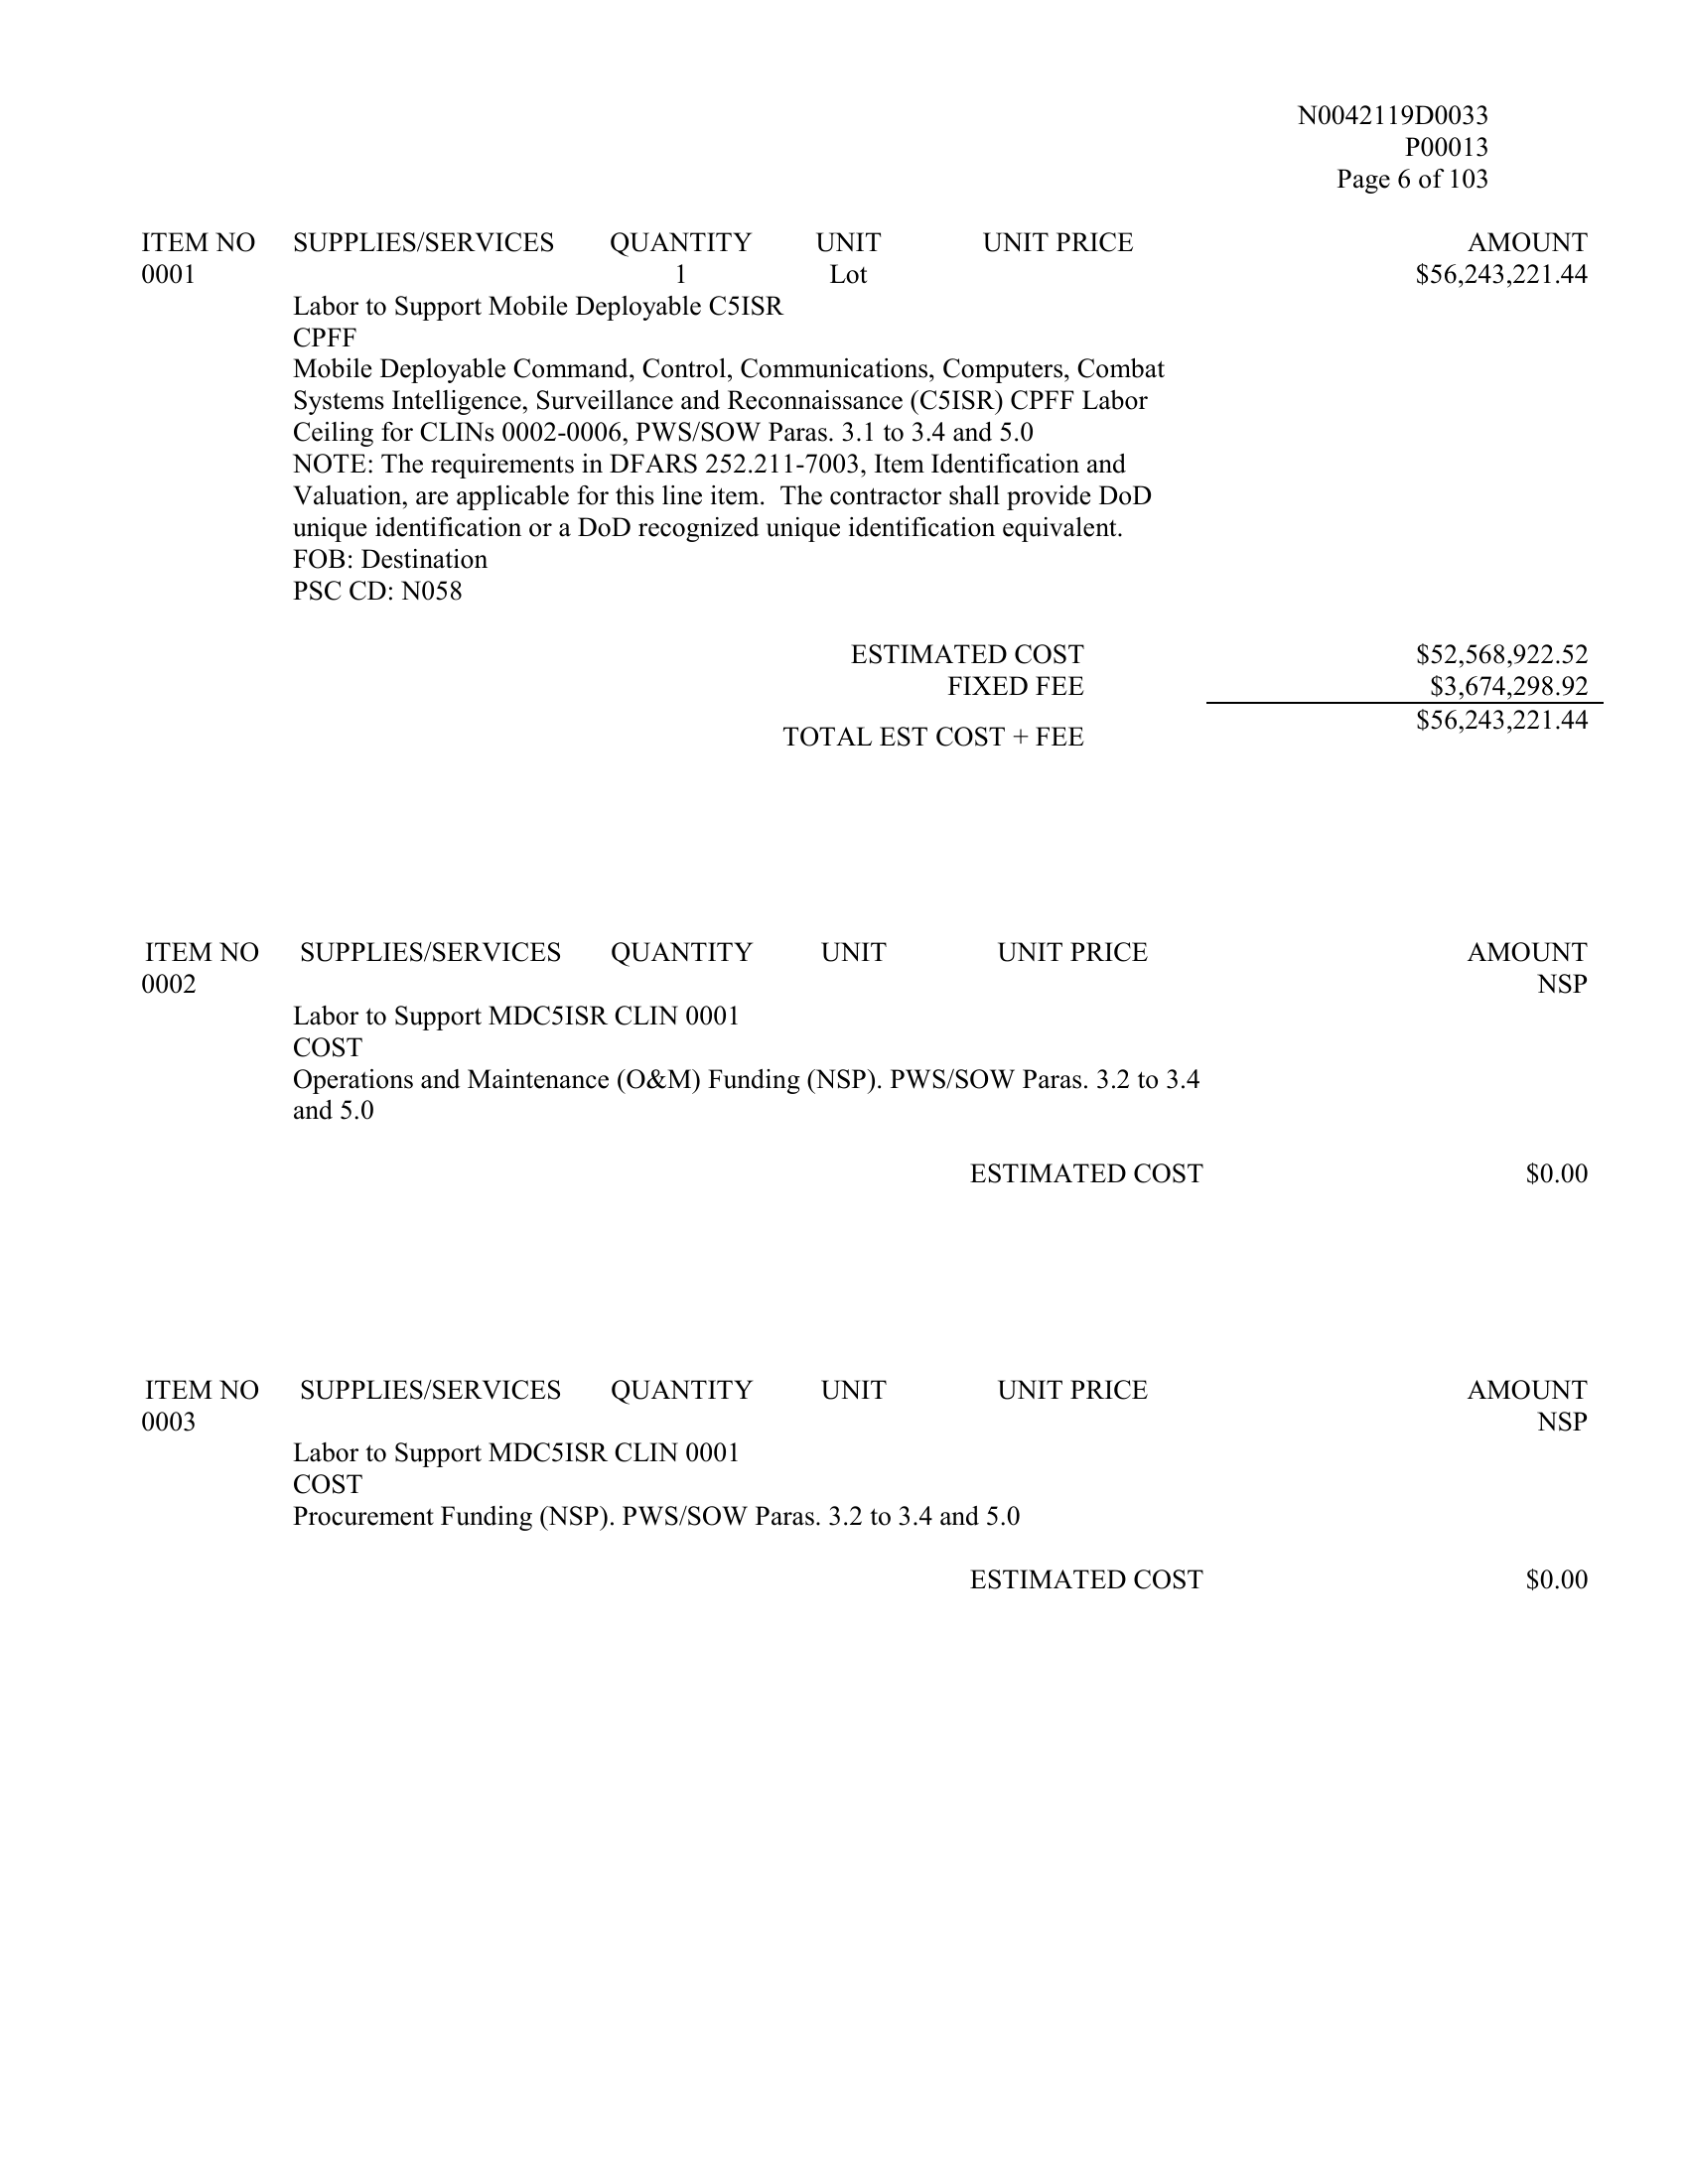 N0042119D0033
P00013
Page 6 of 103
ITEM NO SUPPLIES/SERVICES QUANTITY UNIT UNIT PRICE AMOUNT
0001 1 Lot $56,243,221.44
Labor to Support Mobile Deployable C5ISR
CPFF
Mobile Deployable Command, Control, Communications, Computers, Combat
Systems Intelligence, Surveillance and Reconnaissance (C5ISR) CPFF Labor
Ceiling for CLINs 0002-0006, PWS/SOW Paras. 3.1 to 3.4 and 5.0
NOTE: The requirements in DFARS 252.211-7003, Item Identification and
Valuation, are applicable for this line item.  The contractor shall provide DoD
unique identification or a DoD recognized unique identification equivalent.
FOB: Destination
PSC CD: N058
ESTIMATED COST $52,568,922.52
FIXED FEE $3,674,298.92
TOTAL EST COST + FEE $56,243,221.44
ITEM NO SUPPLIES/SERVICES QUANTITY UNIT UNIT PRICE AMOUNT
0002 NSP
Labor to Support MDC5ISR CLIN 0001
COST
Operations and Maintenance (O&M) Funding (NSP). PWS/SOW Paras. 3.2 to 3.4
and 5.0
ESTIMATED COST $0.00
ITEM NO SUPPLIES/SERVICES QUANTITY UNIT UNIT PRICE AMOUNT
0003 NSP
Labor to Support MDC5ISR CLIN 0001
COST
Procurement Funding (NSP). PWS/SOW Paras. 3.2 to 3.4 and 5.0
ESTIMATED COST $0.00